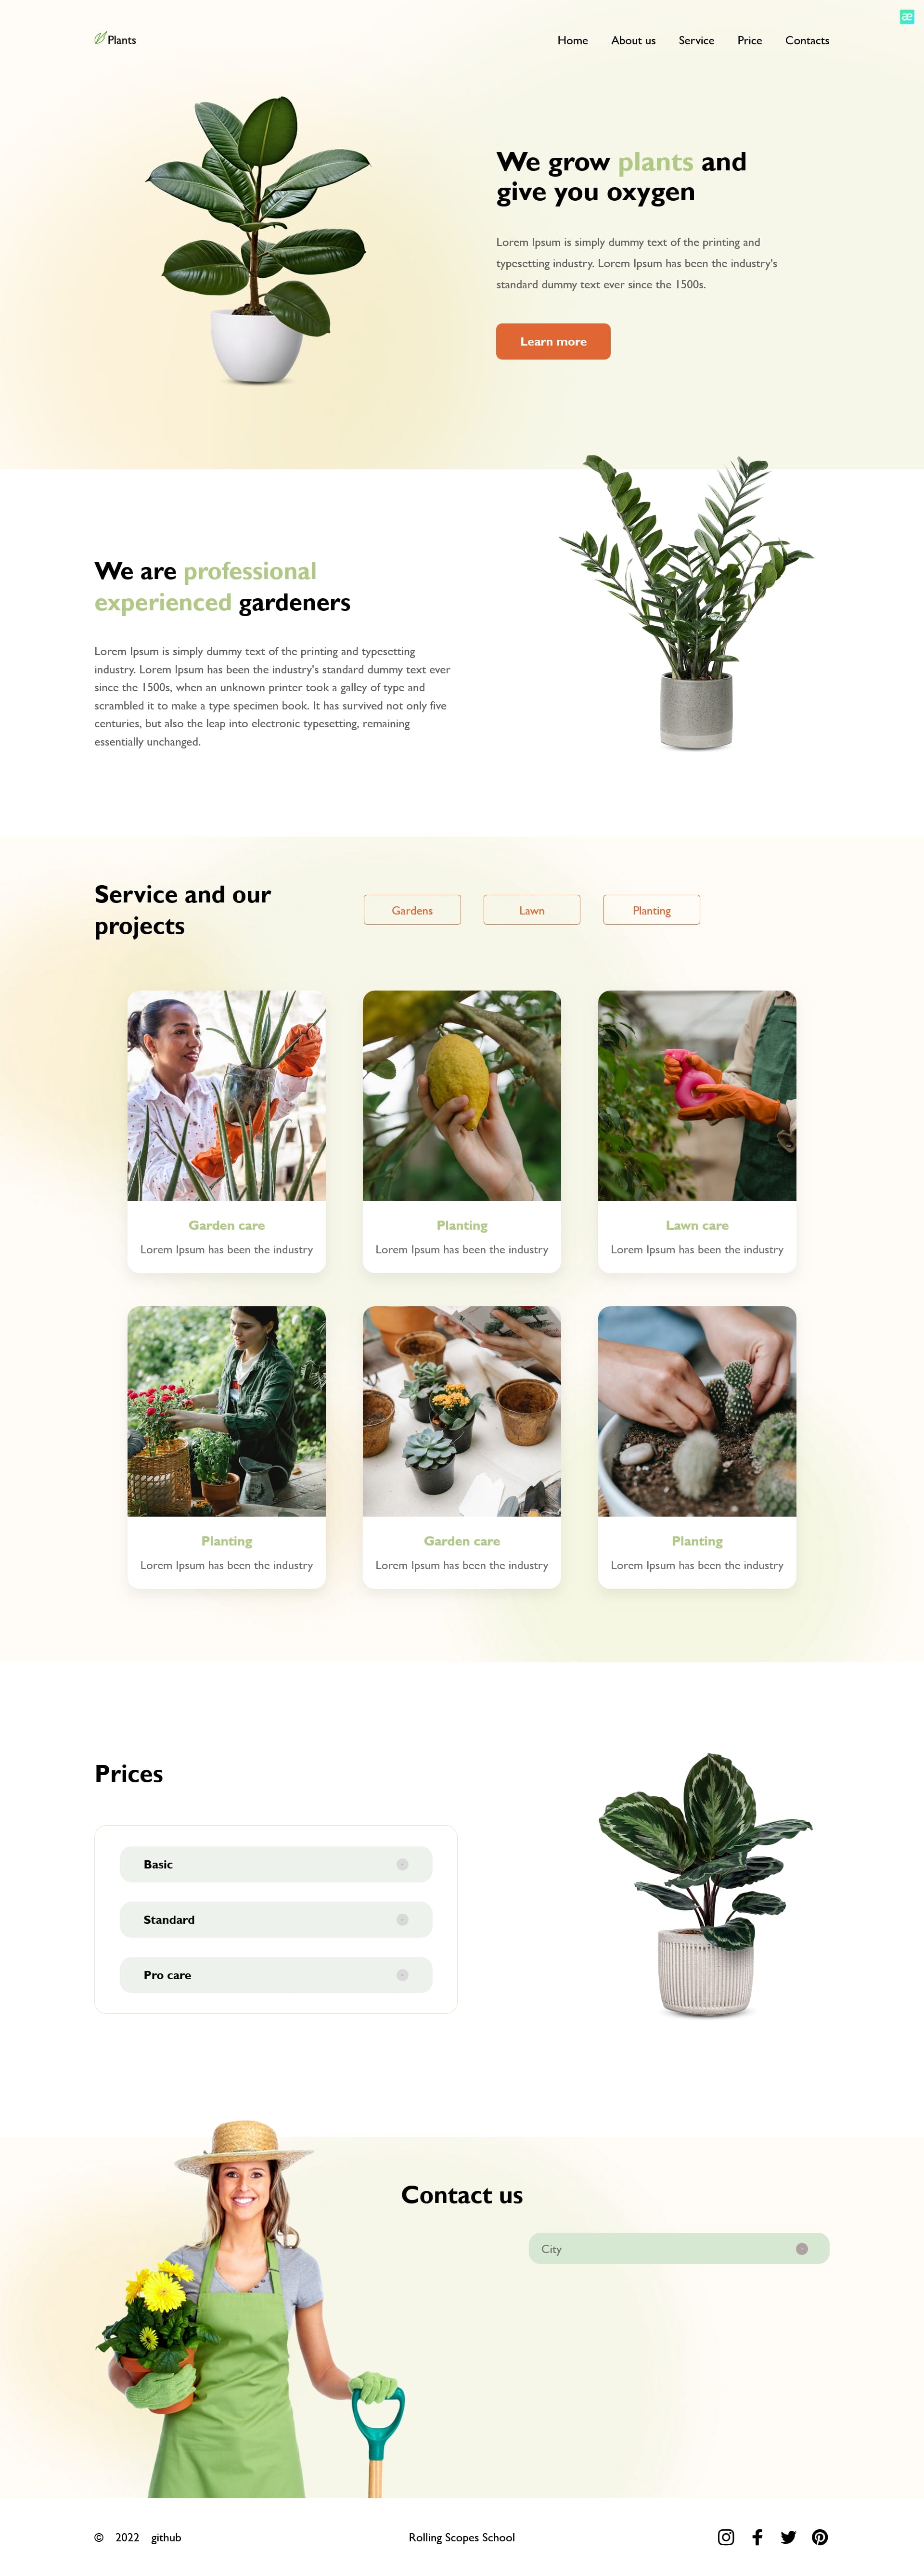 æ
Plants
Home
About us
Service
Price
Contacts
We grow plants and
give you oxygen
Lorem Ipsum is simply dummy text of the printing and
typesetting industry. Lorem Ipsum has been the industry's
standard dummy text ever since the 1500s.
Learn more
We are professional
experienced gardeners
Lorem Ipsum is simply dummy text of the printing and typesetting
industry. Lorem Ipsum has been the industry's standard dummy text ever
since the 1500s, when an unknown printer took a galley of type and
scrambled it to make a type specimen book. It has survived not only five
centuries, but also the leap into electronic typesetting, remaining
essentially unchanged.
Service and our
projects
Gardens
Lawn
Planting
Garden care
Lorem Ipsum has been the industry
Planting
Lorem Ipsum has been the industry
Lawn care
Lorem Ipsum has been the industry
Planting
Lorem Ipsum has been the industry
Garden care
Lorem Ipsum has been the industry
Planting
Lorem Ipsum has been the industry
Prices
Basic
Standard
Pro care
Contact us
City
© 2022 github
Rolling Scopes School